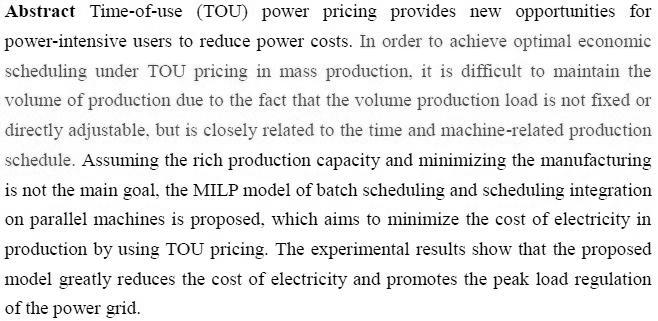 Abstract Time-of-use (TOU) power pricing provides new opportunities for
power-intensive users to reduce power costs. In order to achieve optimal economic
scheduling under TOU pricing in mass production, it is difficult to maintain the
volume of production due to the fact that the volume production load is not fixed or
directly adjustable, but is closely related to the time and machine-related production
schedule. Assuming the rich production capacity and minimizing the manufacturing
is not the main goal, the MILP model of batch scheduling and scheduling integration
on parallel machines is proposed, which aims to minimize the cost of electricity in
production by using TOU pricing. The experimental results show that the proposed
model greatly reduces the cost of electricity and promotes the peak load regulation
of the power grid.